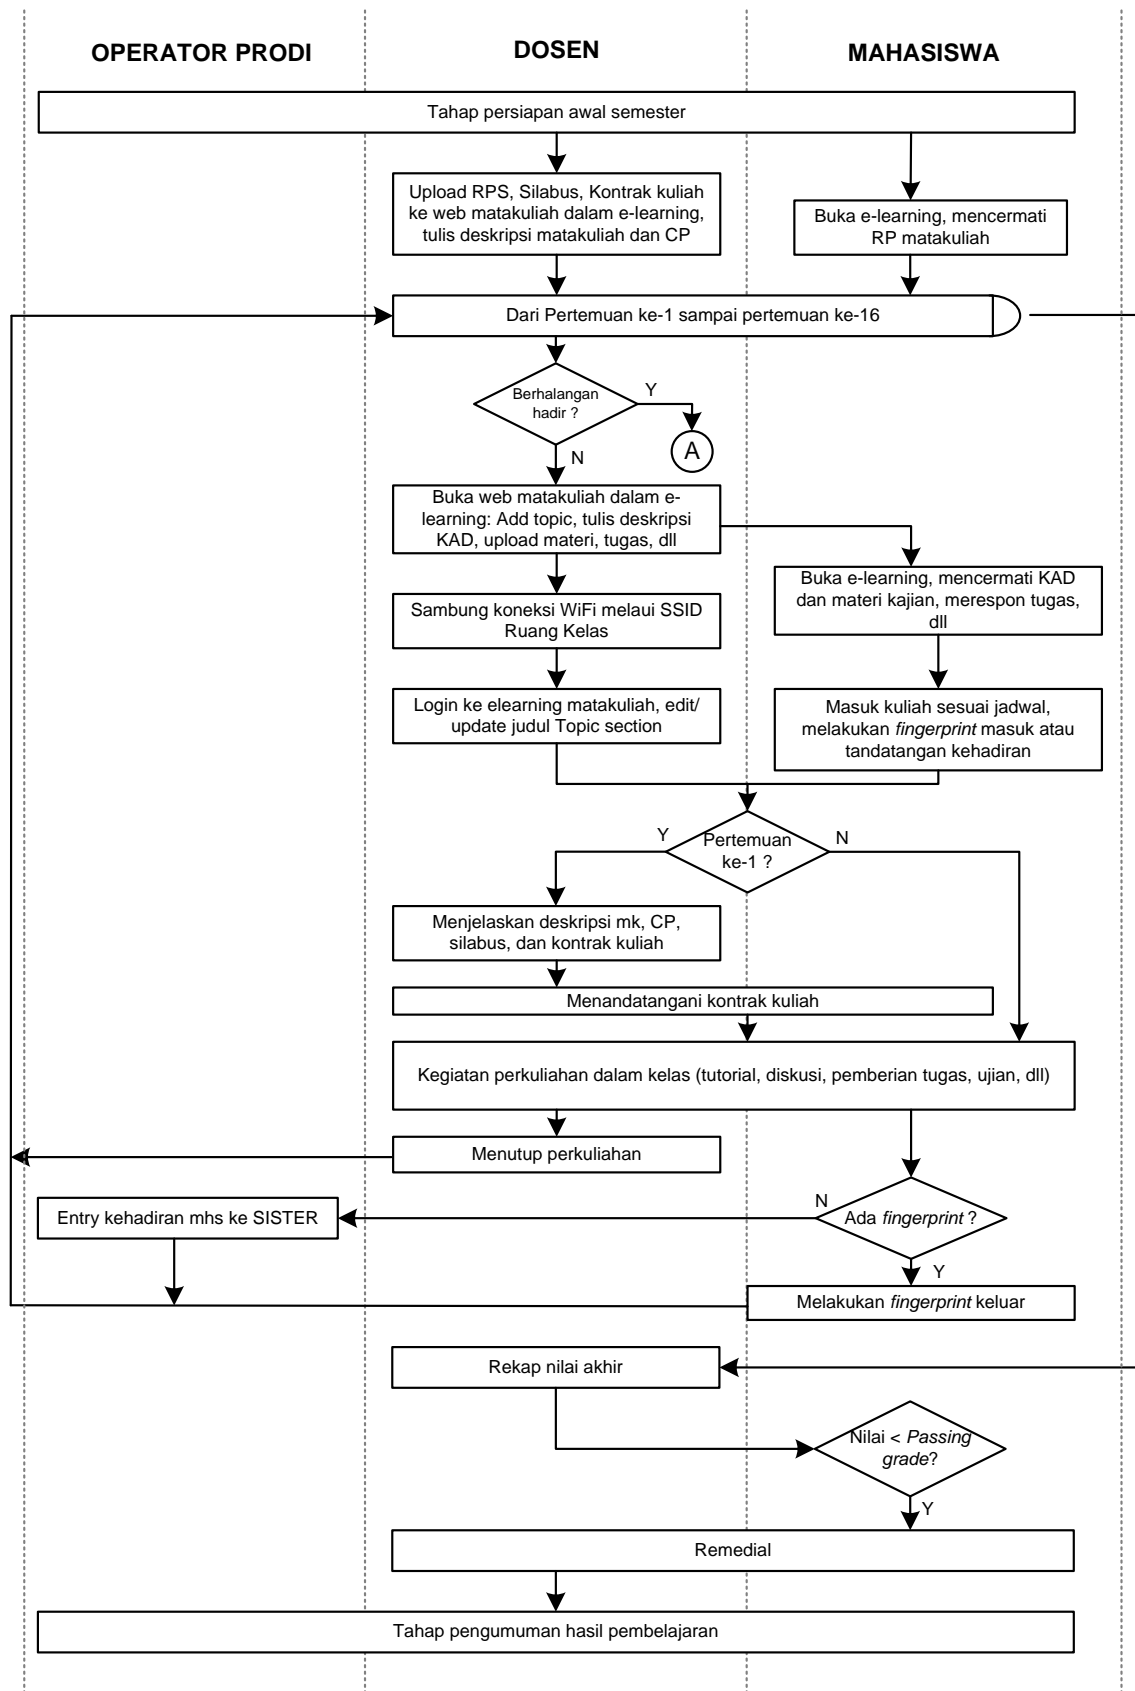 OPERATOR PRODI
DOSEN
MAHASISWA
Tahap persiapan awal semester
Upload RPS, Silabus, Kontrak kuliah
ke web matakuliah dalam e-learning,
tulis deskripsi matakuliah dan CP
Buka e-learning, mencermati
RP matakuliah
Dari Pertemuan ke-1 sampai pertemuan ke-16
Berhalangan
hadir ?
Y
A
N
Buka web matakuliah dalam e-
learning: Add topic, tulis deskripsi
KAD, upload materi, tugas, dll
Buka e-learning, mencermati KAD
dan materi kajian, merespon tugas,
dll
Sambung koneksi WiFi melaui SSID
Ruang Kelas
Login ke elearning matakuliah, edit/
update judul Topic section
Masuk kuliah sesuai jadwal,
melakukan fingerprint masuk atau
tandatangan kehadiran
Y
Pertemuan
ke-1 ?
N
Menjelaskan deskripsi mk, CP,
silabus, dan kontrak kuliah
Menandatangani kontrak kuliah
Kegiatan perkuliahan dalam kelas (tutorial, diskusi, pemberian tugas, ujian, dll)
Menutup perkuliahan
N
Entry kehadiran mhs ke SISTER
Ada fingerprint ?
Y
Melakukan fingerprint keluar
Rekap nilai akhir
Nilai < Passing
grade?
Y
Remedial
Tahap pengumuman hasil pembelajaran